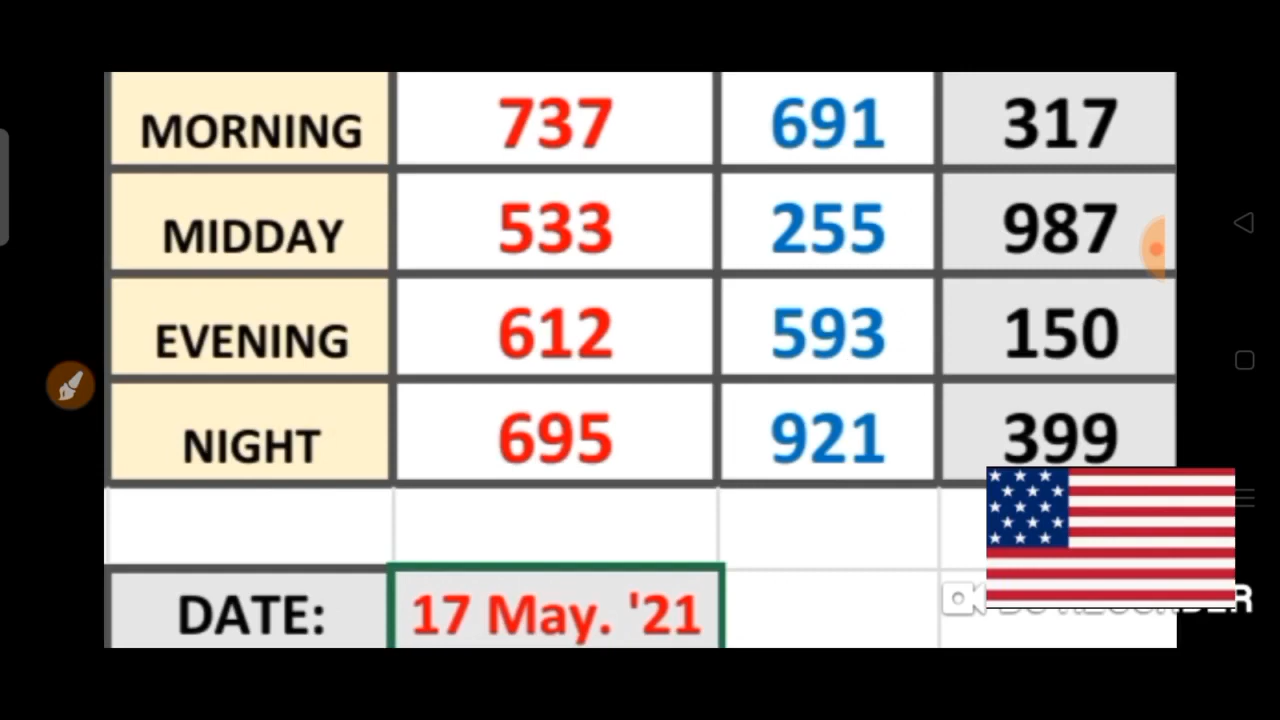 MORNING 737 691 317
MIDDAY 533 255 987
EVENING 612 593 150
NIGHT 695 921 399
DATE: 17 May. '21